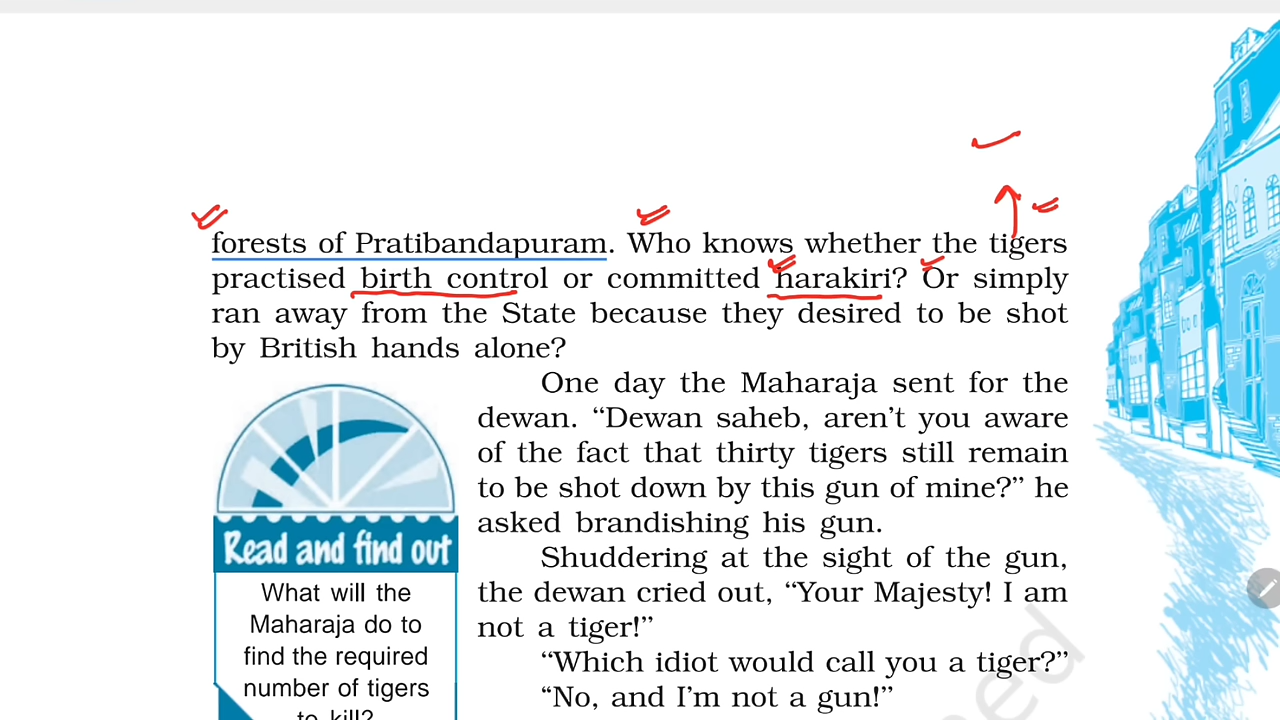 forests of Pratibandapuram. Who knows whether the tigers
practised birth control or committed harakiri? Or simply
ran away from the State because they desired to be shot
by British hands alone?
One day the Maharaja sent for the
dewan. “Dewan saheb, aren’t you aware
of the fact that thirty tigers still remain
to be shot down by this gun of mine?” he
asked brandishing his gun.
Shuddering at the sight of the gun,
the dewan cried out, “Your Majesty! I am
not a tiger!”
“Which idiot would call you a tiger?”
“No, and I’m not a gun!”
Read and find out
What will the
Maharaja do to
find the required
number of tigers
to kill?